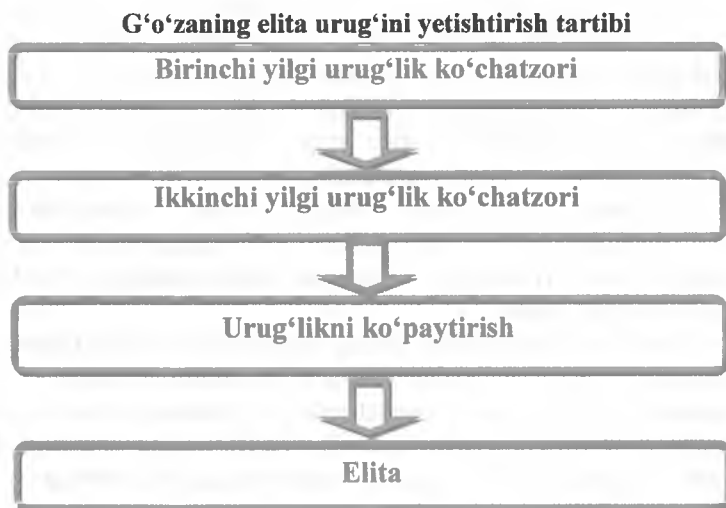 G‘o‘zaning elita urug‘ini yetishtirish tartibi
Birinchi yilgi urug‘lik ko‘chatzori
Ikkinchi yilgi urug‘lik ko‘chatzori
Urug‘likni ko‘paytirish
Elita